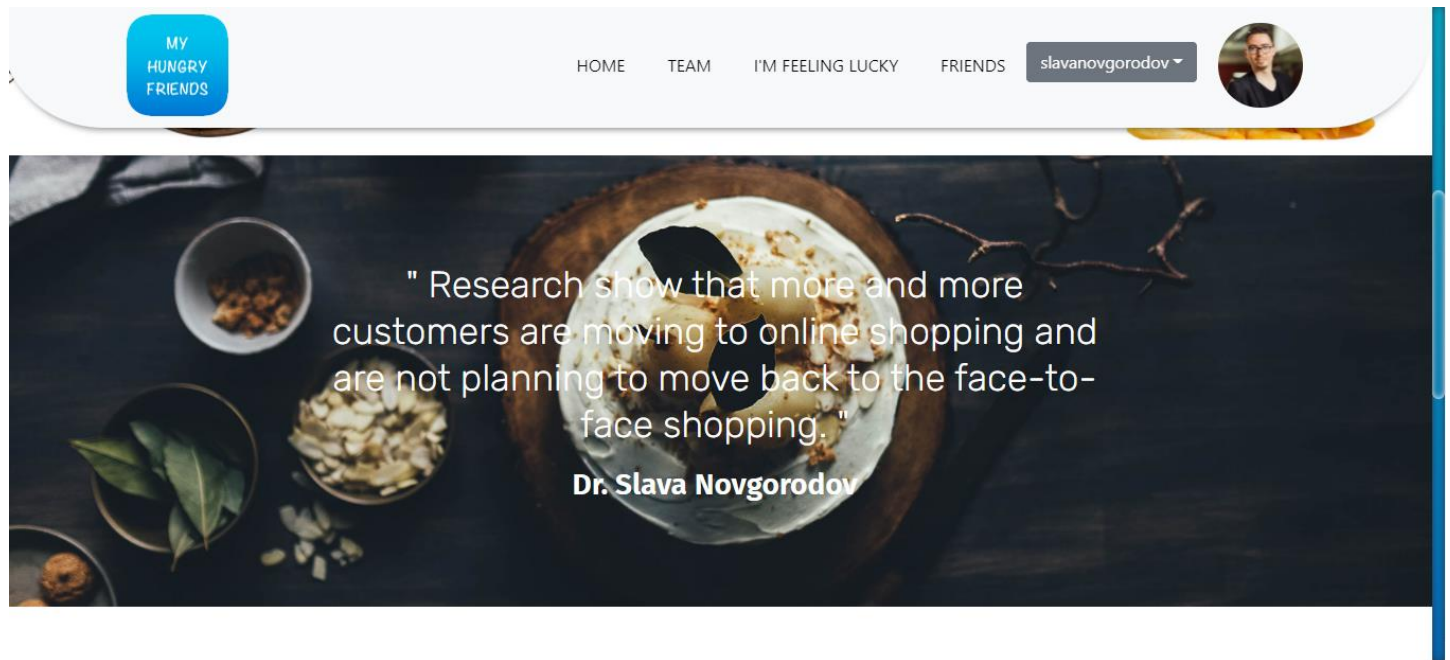 MY
HUNGRY
FRIENDS
HOME TEAM I'M FEELING LUCKY FRIENDS slavanovgorodov
" Research show that more and more
customers are moving to online shopping and
are not planning to move back to the face-to-
face shopping. "
Dr. Slava Novgorodov